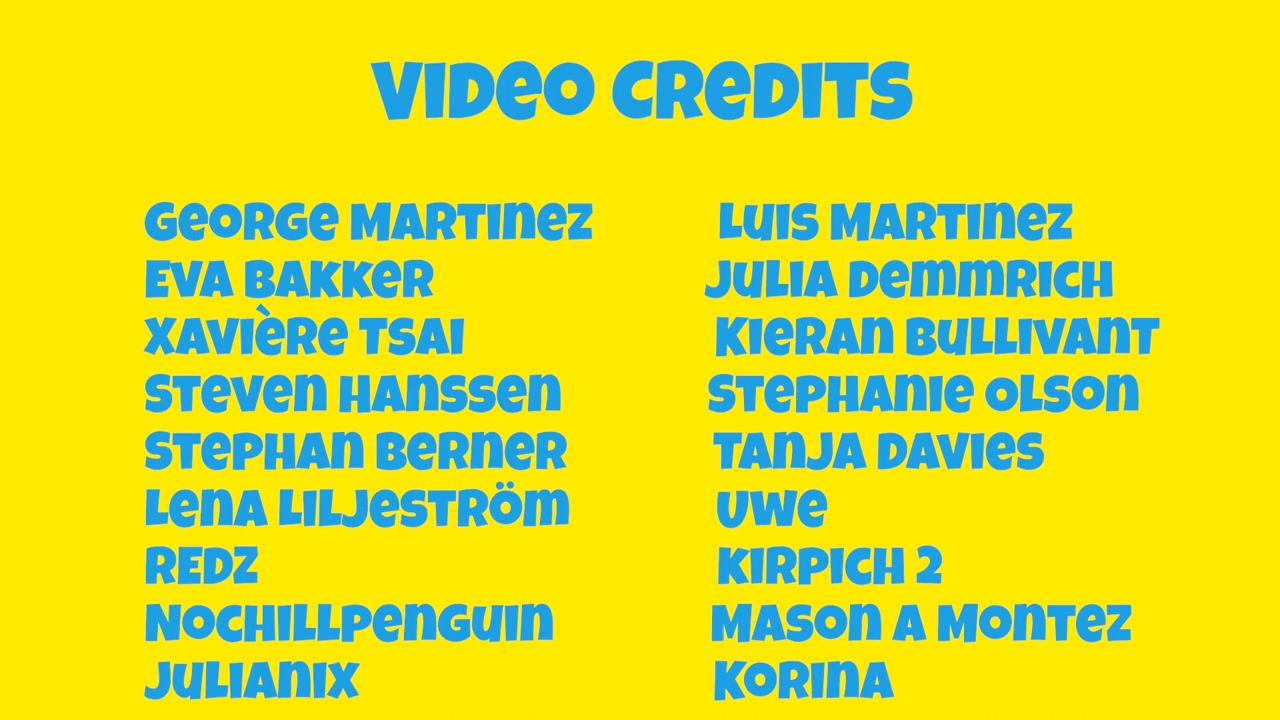 Video Credits
George Martinez
Eva Bakker
Xavière Tsai
Steven Hanssen
Stephan Berner
Lena Liljeström
REDZ
Nochillpenguin
Julianix
Luis Martinez
Julia Demmrich
Kieran Bullivant
Stephanie Olson
Tanja Davies
Uwe
Kirpich 2
Mason A Montez
Korina